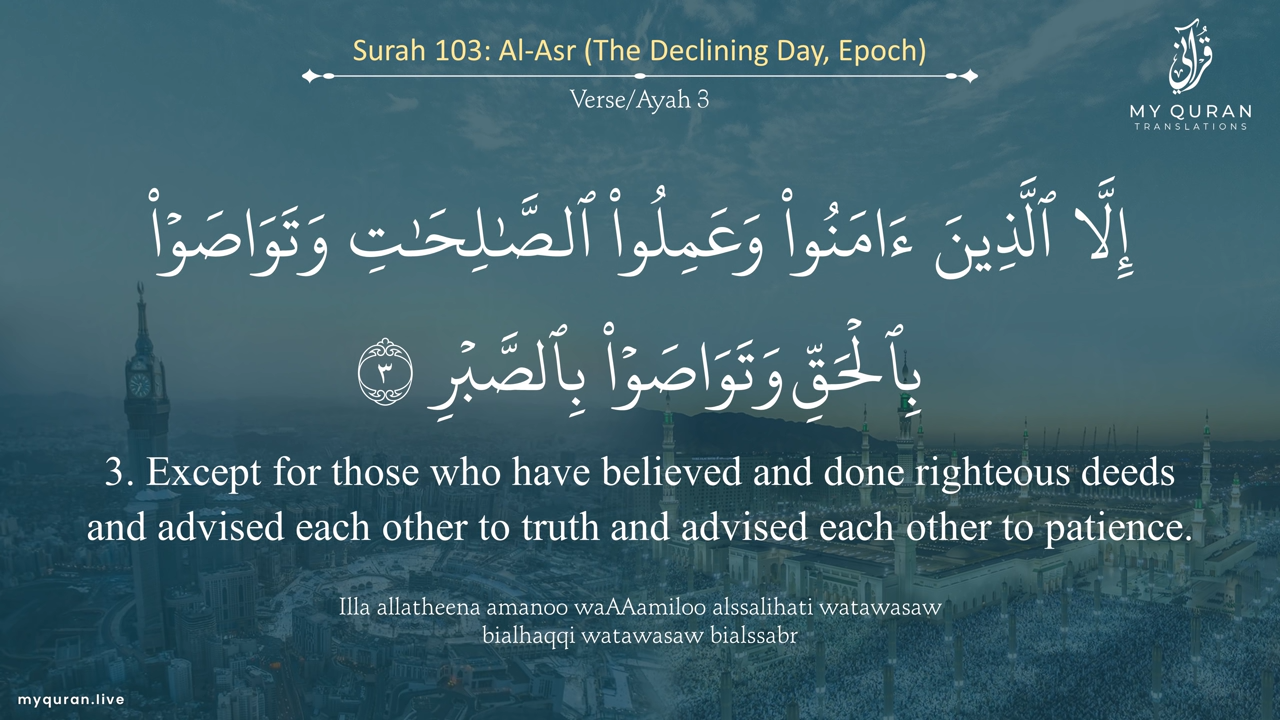 Surah 103: Al-Asr (The Declining Day, Epoch)
Verse/Ayah 3
قُرْآنِي
MY QURAN
TRANSLATIONS
إِلَّا ٱلَّذِينَ ءَامَنُوا۟ وَعَمِلُوا۟ ٱلصَّـٰلِحَـٰتِ وَتَوَاصَوْا۟
بِٱلْحَقِّ وَتَوَاصَوْا۟ بِٱلصَّبْرِ ٣
3. Except for those who have believed and done righteous deeds
and advised each other to truth and advised each other to patience.
Illa allatheena amanoo waAAamiloo alssalihati watawasaw
bialhaqqi watawasaw bialssabr
myquran.live